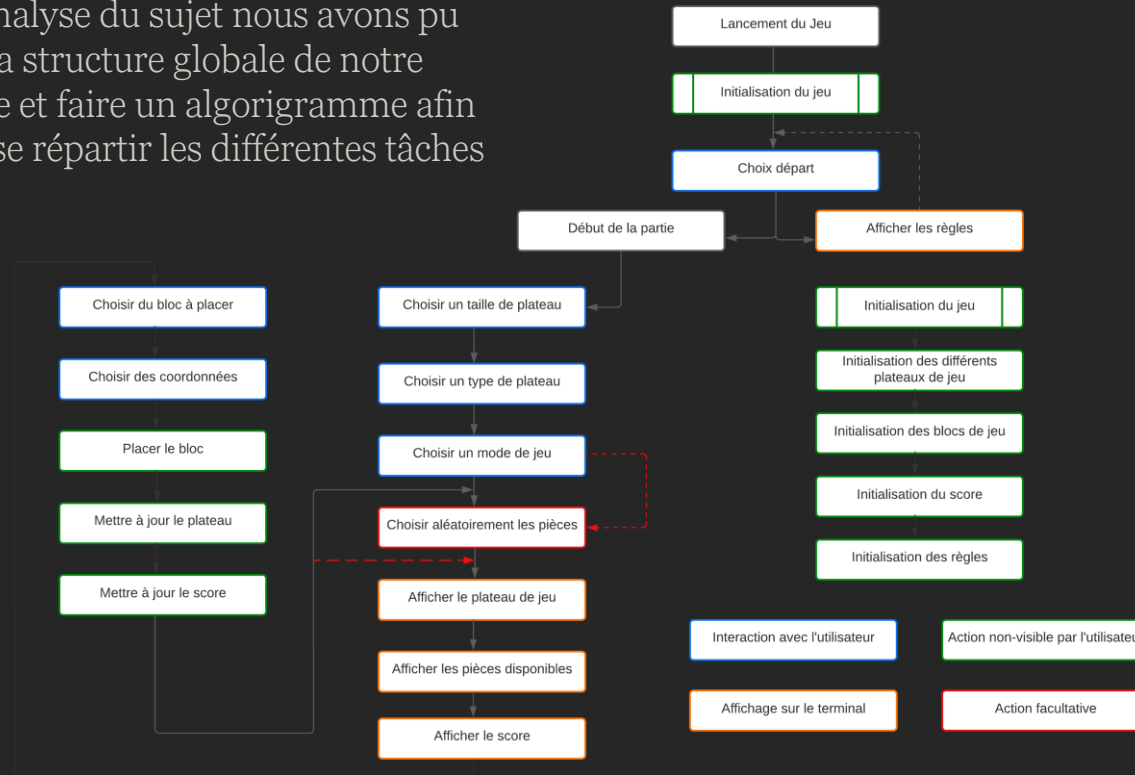 nalyse du sujet nous avons pu
a structure globale de notre
e et faire un algorigramme afin
se répartir les différentes tâches
Lancement du Jeu
Initialisation du jeu
Choix départ
Début de la partie
Afficher les règles
Choisir du bloc à placer
Choisir des coordonnées
Placer le bloc
Mettre à jour le plateau
Mettre à jour le score
Choisir un taille de plateau
Choisir un type de plateau
Choisir un mode de jeu
Choisir aléatoirement les pièces
Afficher le plateau de jeu
Afficher les pièces disponibles
Afficher le score
Initialisation du jeu
Initialisation des différents
plateaux de jeu
Initialisation des blocs de jeu
Initialisation du score
Initialisation des règles
Interaction avec l'utilisateur
Action non-visible par l'utilisateu
Affichage sur le terminal
Action facultative